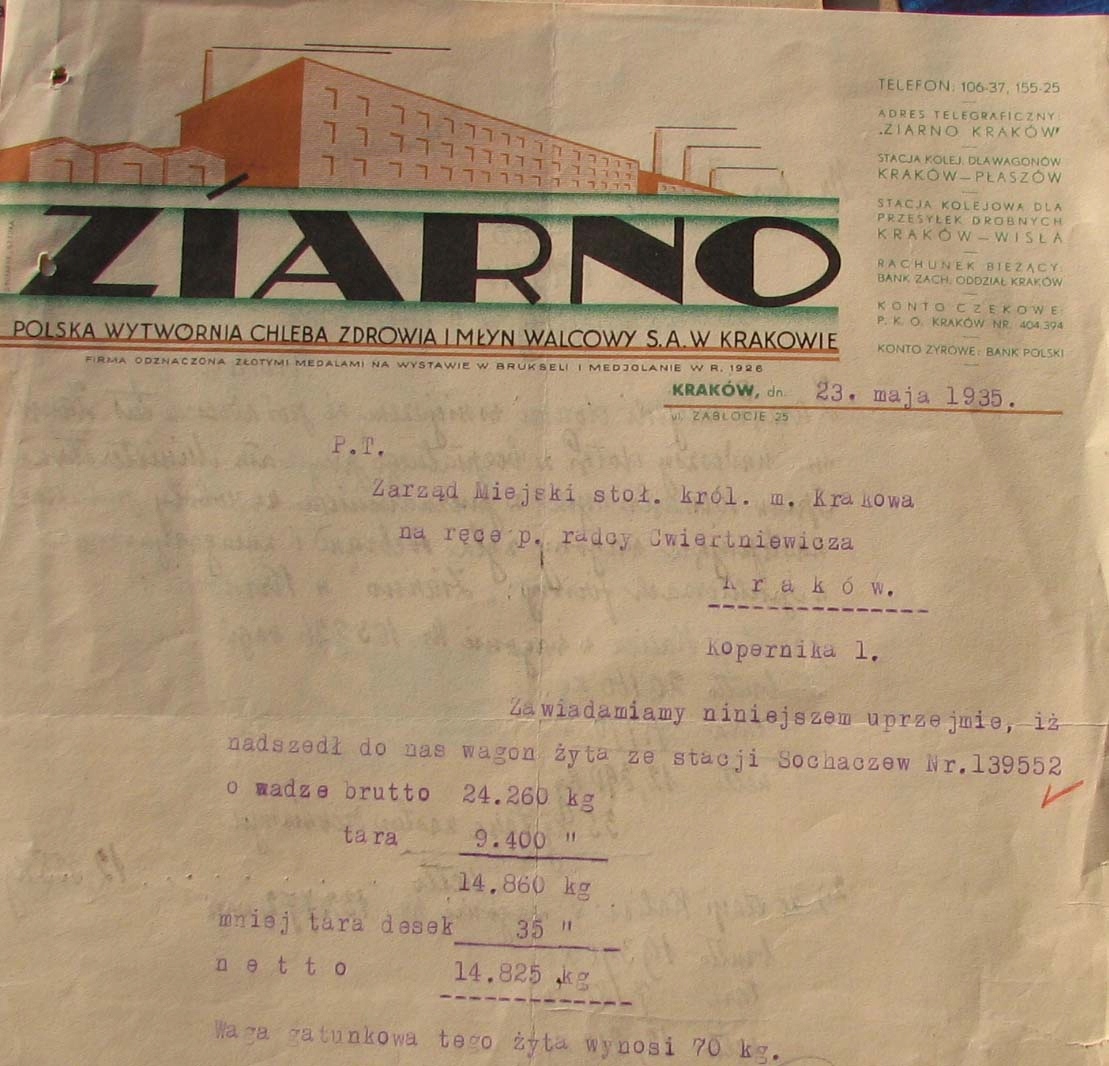 TELEFON: 106-37, 155-25
ADRES TELEGRAFICZNY:
„ZIARNO KRAKÓW"
STACJA KOLEJ. DLA WAGONÓW
KRAKÓW—PŁASZÓW
STACJA KOLEJOWA DLA
PRZESYŁEK DROBNYCH
KRAKÓW—WISŁA
RACHUNEK BIEŻĄCY:
BANK ZACH. ODDZIAŁ KRAKÓW
KONTO CZEKOWE:
P. K. O. KRAKÓW NR. 404.394
KONTO ŻYROWE: BANK POLSKI
ZIARNO
POLSKA WYTWÓRNIA CHLEBA ZDROWIA I MŁYN WALCOWY S.A. W KRAKOWIE
FIRMA ODZNACZONA ZŁOTYMI MEDALAMI NA WYSTAWIE W BRUKSELI I MEDJOLANIE W R. 1926
KRAKÓW, dn. 23. maja 1935.
ul. ZABŁOCIE 25
P.T.
Zarząd Miejski stoł. król. m. Krakowa
na ręce p. radcy Cwiertniewicza
K r a k ó w.
Kopernika 1.
Zawiadamiamy niniejszem uprzejmie, iż
nadszedł do nas wagon żyta ze stacji Sochaczew Nr.139552
o wadze brutto 24.260 kg
tara 9.400 "
14.860 kg
mniej tara desek 35 "
n e t t o 14.825 kg
Waga gatunkowa tego żyta wynosi 70 kg.